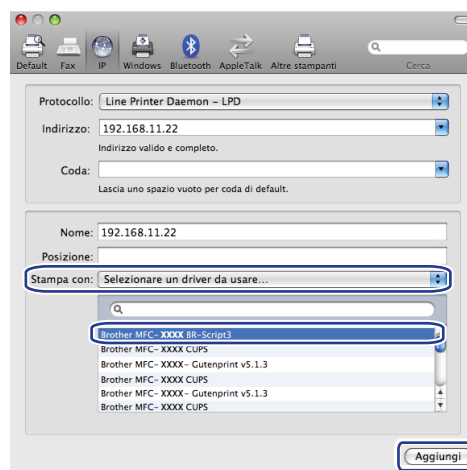 Default Fax IP Windows Bluetooth AppleTalk Altre stampanti Cerca
Protocollo: Line Printer Daemon – LPD
Indirizzo: 192.168.11.22
Indirizzo valido e completo.
Coda:
Lascia uno spazio vuoto per coda di default.
Nome: 192.168.11.22
Posizione:
Stampa con: Selezionare un driver da usare...
Brother MFC- XXXX BR-Script3
Brother MFC- XXXX CUPS
Brother MFC- XXXX– Gutenprint v5.1.3
Brother MFC- XXXX CUPS
Brother MFC- XXXX– Gutenprint v5.1.3
Brother MFC- XXXX CUPS
Aggiungi